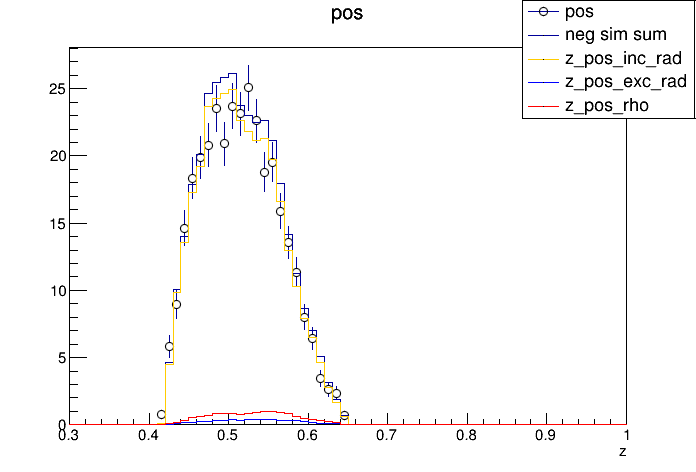 pos
pos
neg sim sum
z_pos_inc_rad
z_pos_exc_rad
z_pos_rho
25
20
15
10
5
0
0.3 0.4 0.5 0.6 0.7 0.8 0.9 1
z